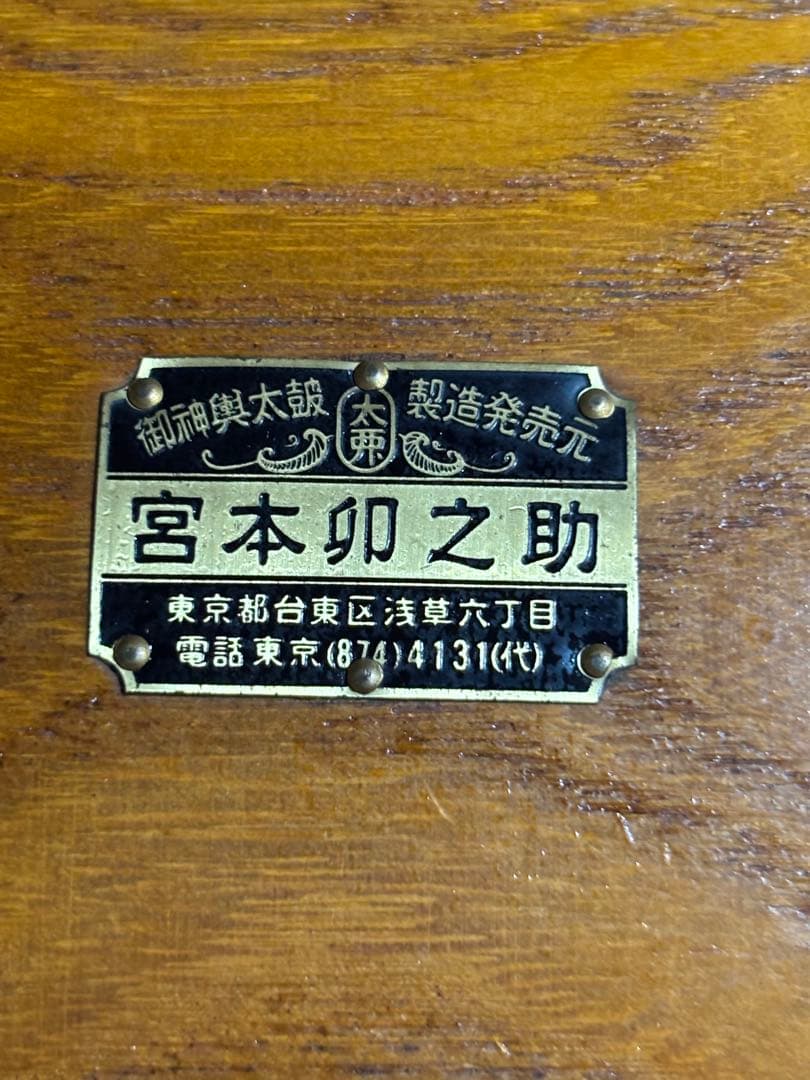 御神輿太鼓 製造発売元
宮本卯之助
東京都台東区浅草六丁目
電話東京(874)4131(代)